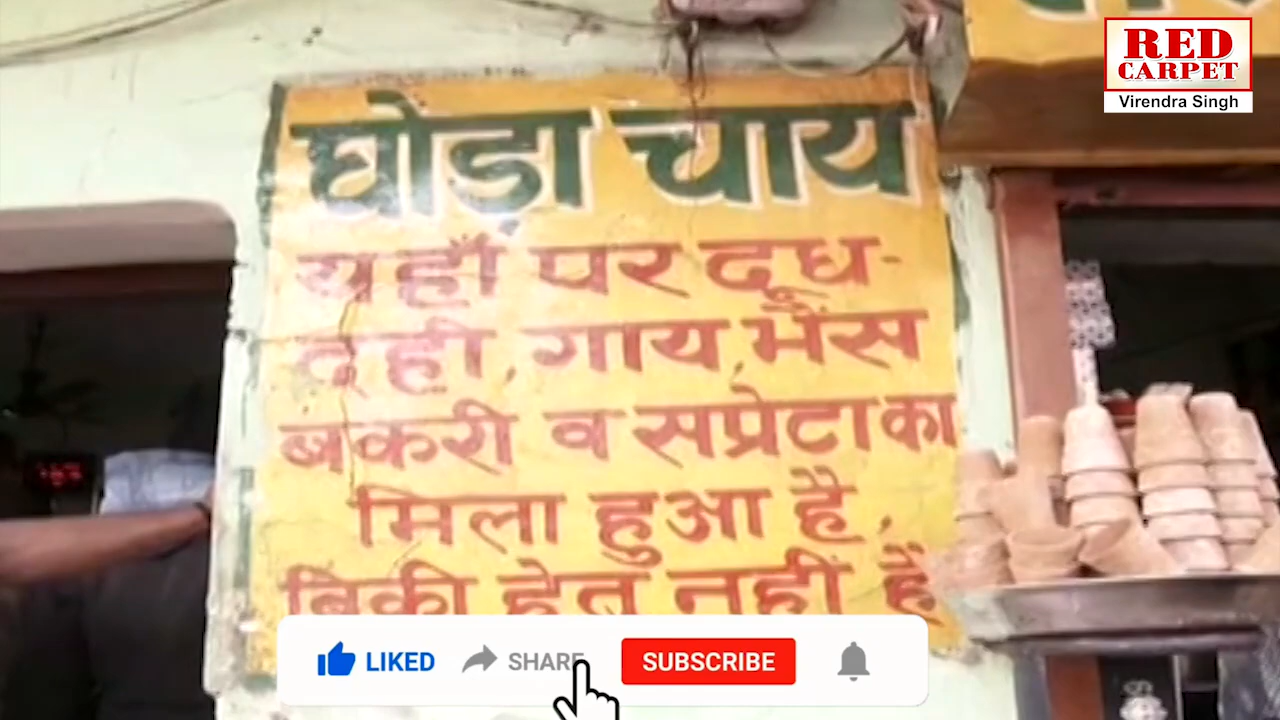 घोड़ा चाय
यहाँ पर दूध-
दही, गाय, भैंस
बकरी व सप्रेटा का
मिला हुआ है,
बिक्री हेतु नहीं है
RED
CARPET
Virendra Singh
LIKED
SHARE
SUBSCRIBE